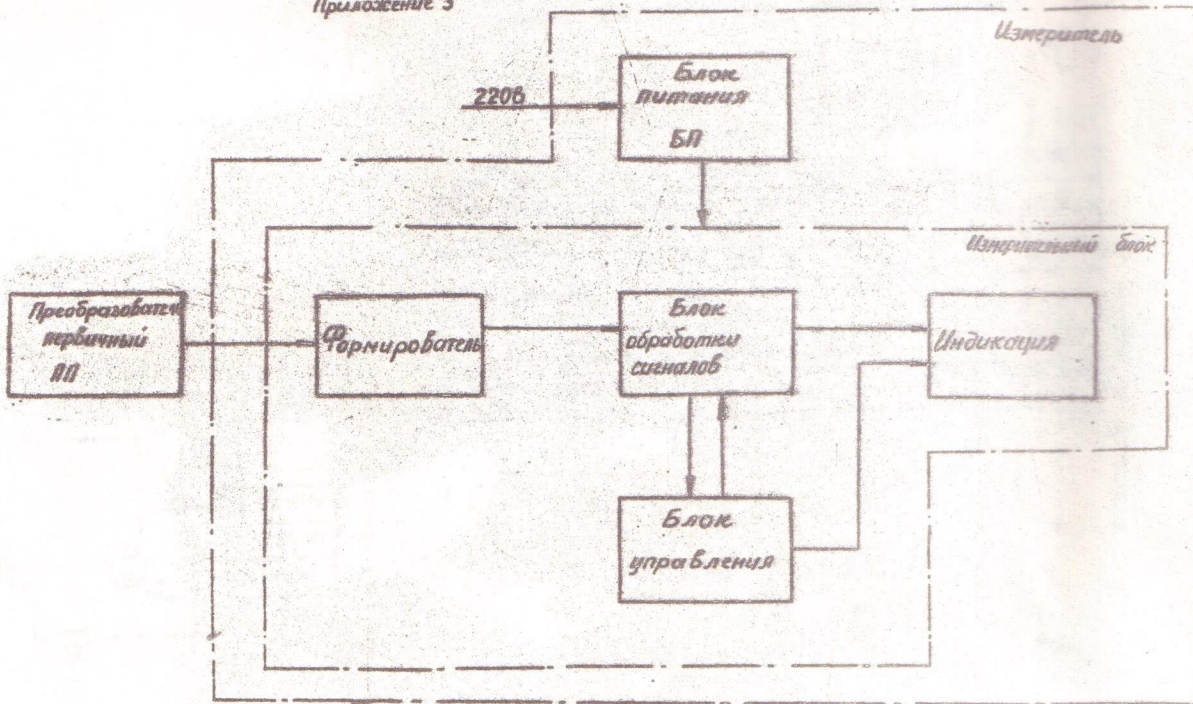 Приложение 3
Измеритель
220в
Блок
питания
БП
Измерительный блок
Преобразователь
первичный
ПП
Формирователь
Блок
обработки
сигналов
Индикация
Блок
управления